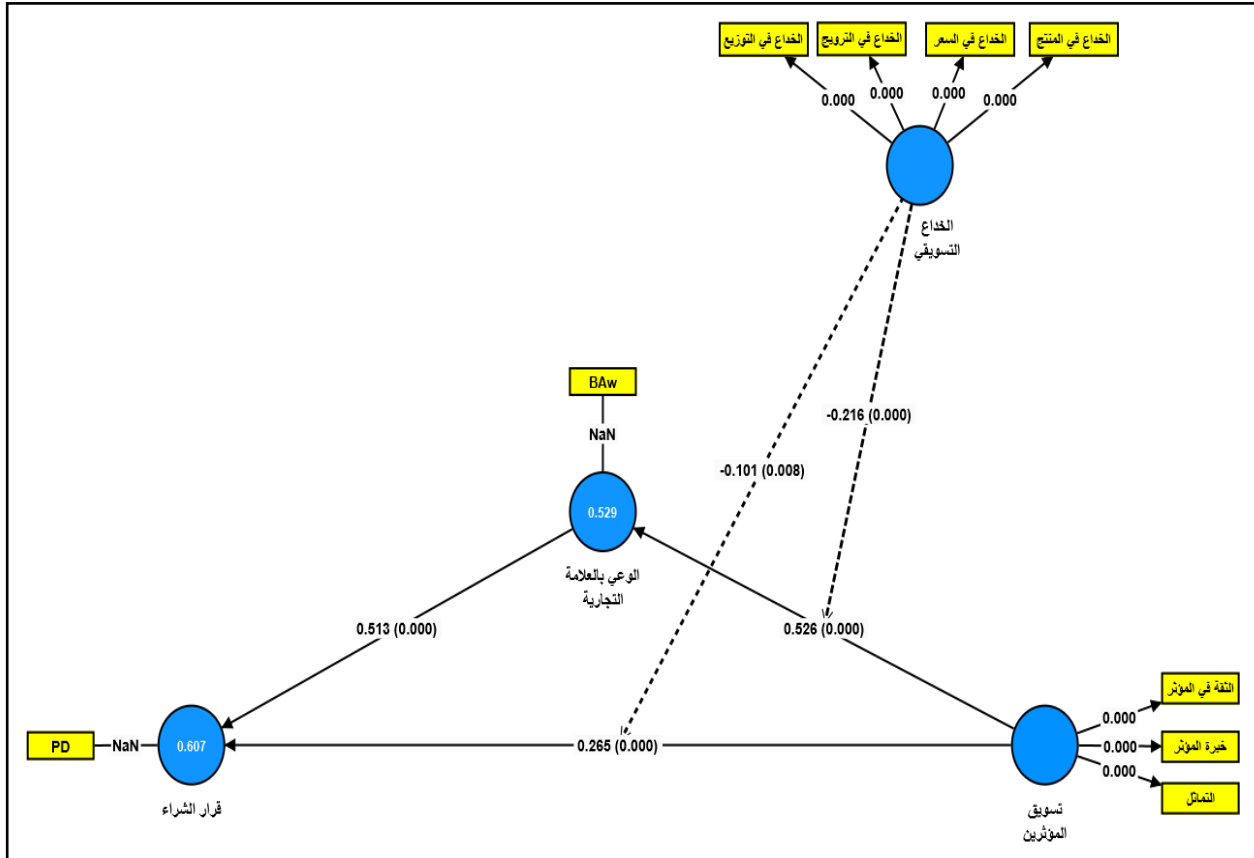 الخداع في المنتج
الخداع في السعر
الخداع في الترويج
الخداع في التوزيع
0.000
0.000
0.000
0.000
الخداع
التسويقي
BAw
NaN
-0.216 (0.000)
-0.101 (0.008)
0.529
الوعي بالعلامة
التجارية
0.513 (0.000)
0.526 (0.000)
الثقة في المؤثر
0.000
خبرة المؤثر
0.000
0.000
التماثل
PD
NaN
0.607
0.265 (0.000)
قرار الشراء
تسويق
المؤثرين